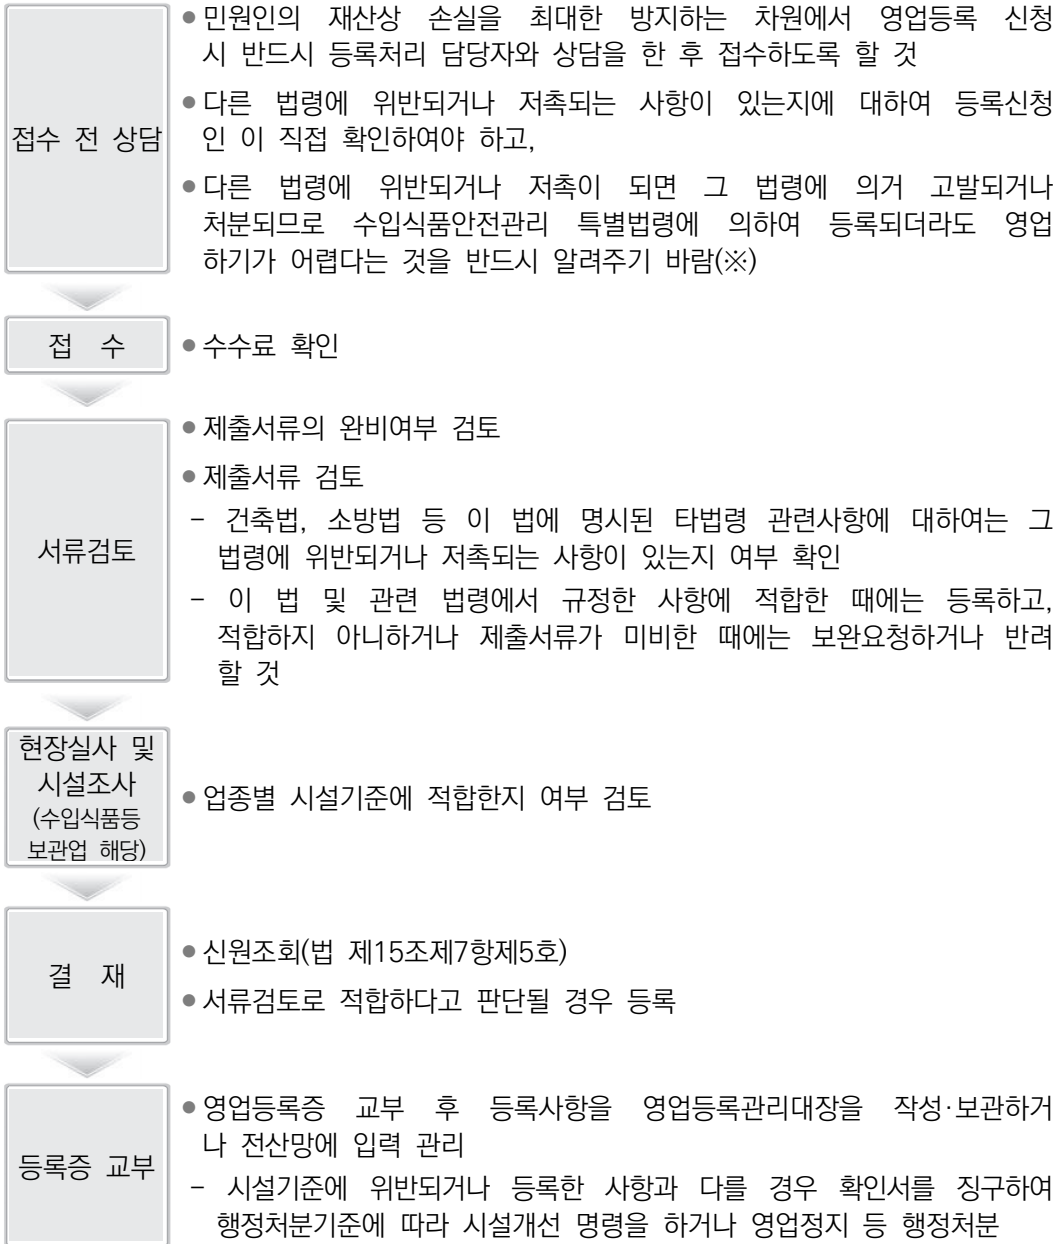 접수 전 상담
● 민원인의 재산상 손실을 최대한 방지하는 차원에서 영업등록 신청
시 반드시 등록처리 담당자와 상담을 한 후 접수하도록 할 것
● 다른 법령에 위반되거나 저촉되는 사항이 있는지에 대하여 등록신청
인 이 직접 확인하여야 하고,
● 다른 법령에 위반되거나 저촉이 되면 그 법령에 의거 고발되거나
처분되므로 수입식품안전관리 특별법령에 의하여 등록되더라도 영업
하기가 어렵다는 것을 반드시 알려주기 바람(※)
접 수
● 수수료 확인
서류검토
● 제출서류의 완비여부 검토
● 제출서류 검토
- 건축법, 소방법 등 이 법에 명시된 타법령 관련사항에 대하여는 그
법령에 위반되거나 저촉되는 사항이 있는지 여부 확인
- 이 법 및 관련 법령에서 규정한 사항에 적합한 때에는 등록하고,
적합하지 아니하거나 제출서류가 미비한 때에는 보완요청하거나 반려
할 것
현장실사 및
시설조사
(수입식품등
보관업 해당)
● 업종별 시설기준에 적합한지 여부 검토
결 재
● 신원조회(법 제15조제7항제5호)
● 서류검토로 적합하다고 판단될 경우 등록
등록증 교부
● 영업등록증 교부 후 등록사항을 영업등록관리대장을 작성·보관하거
나 전산망에 입력 관리
- 시설기준에 위반되거나 등록한 사항과 다를 경우 확인서를 징구하여
행정처분기준에 따라 시설개선 명령을 하거나 영업정지 등 행정처분